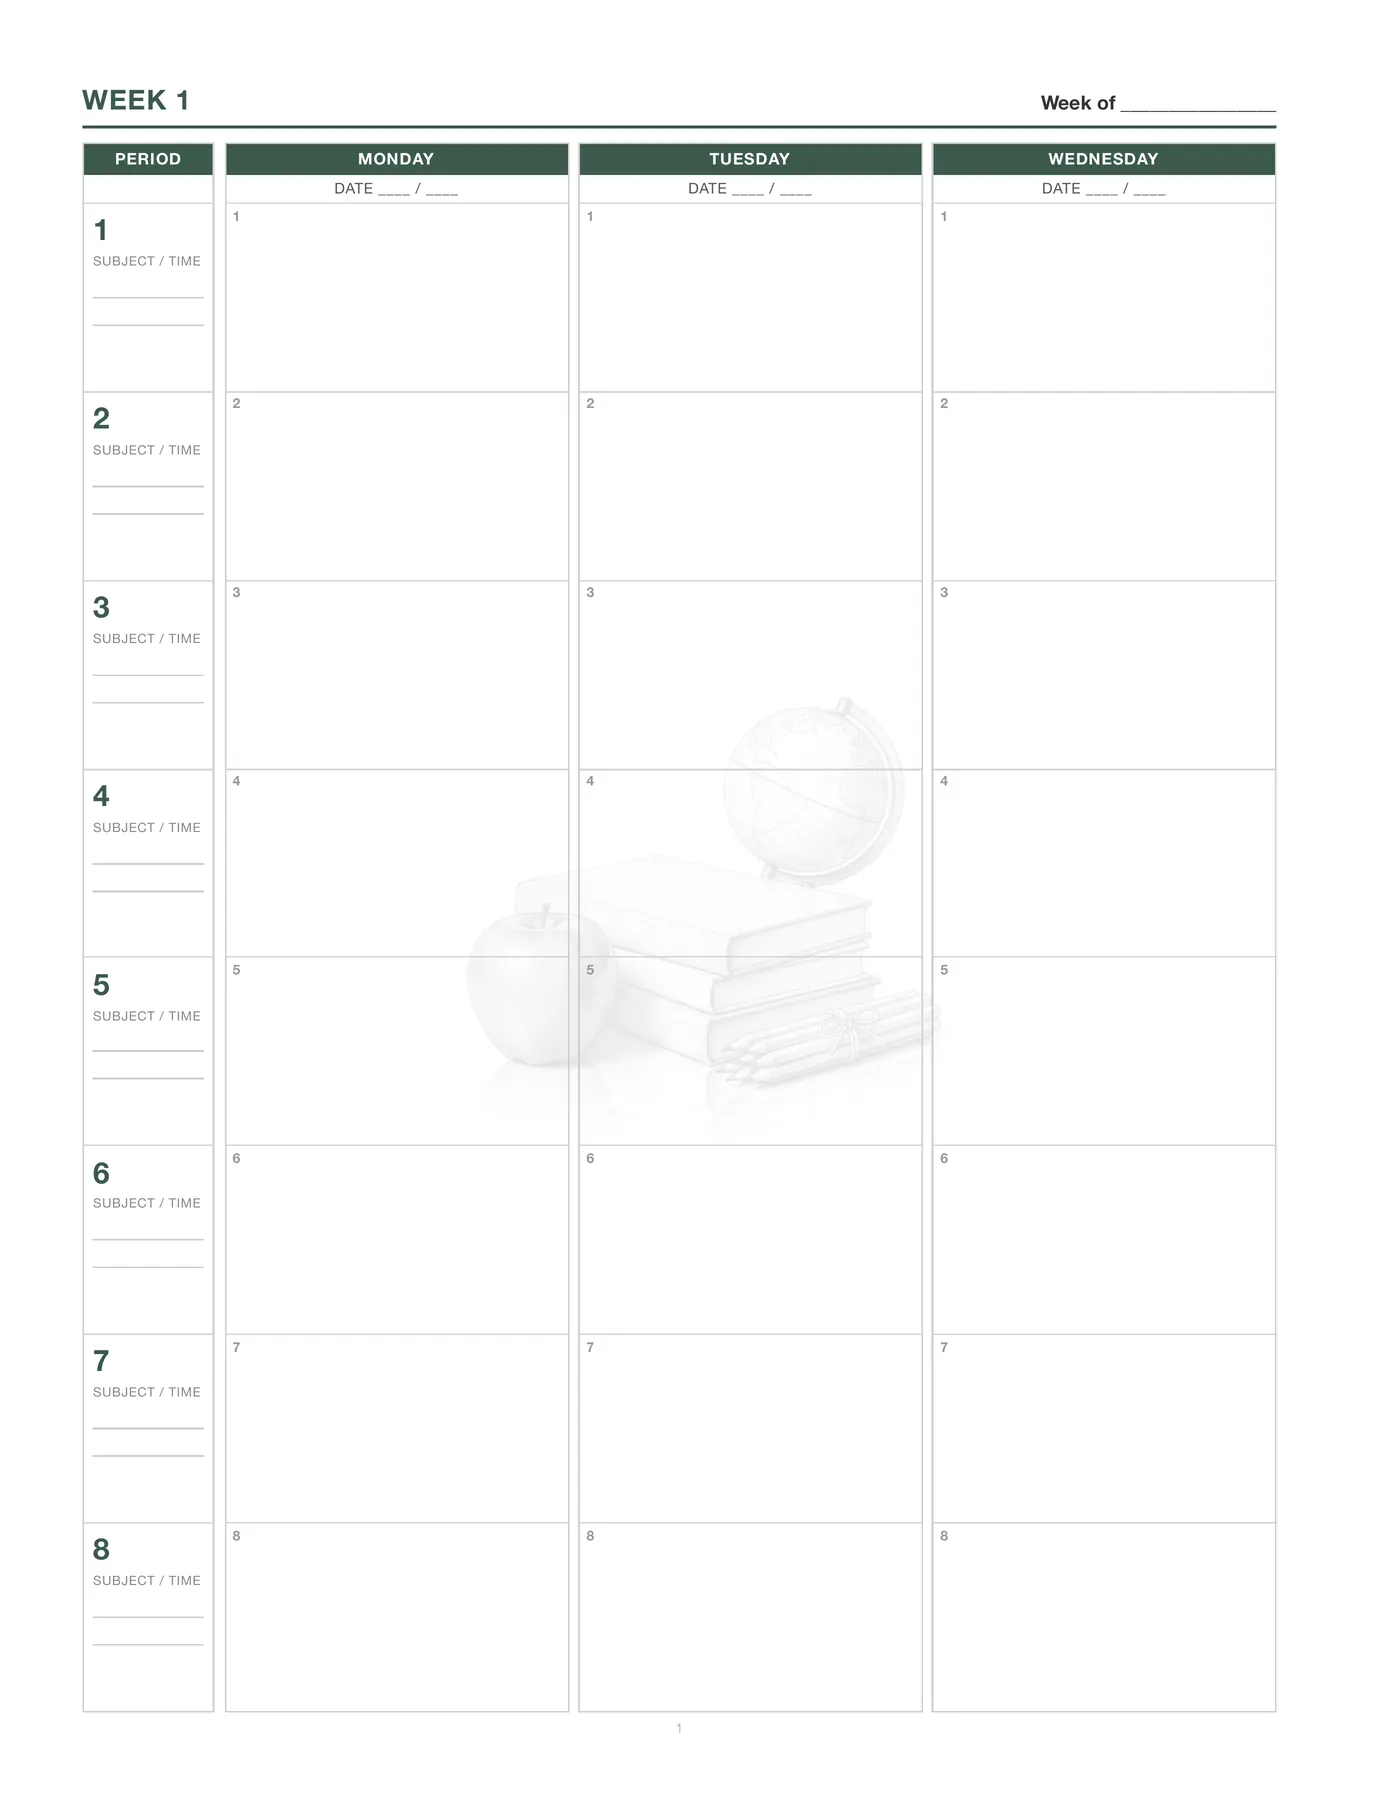 WEEK 1
Week of ________________
PERIOD MONDAY TUESDAY WEDNESDAY
DATE ____ / ____ DATE ____ / ____ DATE ____ / ____
1 1 1 1
SUBJECT / TIME
2 2 2 2
SUBJECT / TIME
3 3 3 3
SUBJECT / TIME
4 4 4 4
SUBJECT / TIME
5 5 5 5
SUBJECT / TIME
6 6 6 6
SUBJECT / TIME
7 7 7 7
SUBJECT / TIME
8 8 8 8
SUBJECT / TIME
1